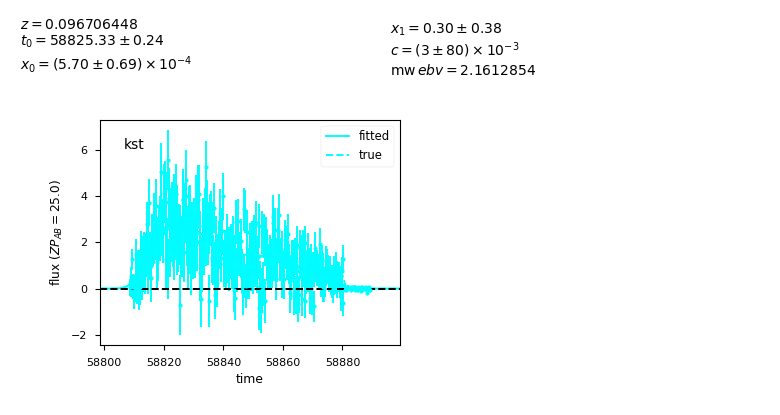 z = 0.096706448
t₀ = 58825.33 ± 0.24
x₀ = (5.70 ± 0.69) × 10⁻⁴
x₁ = 0.30 ± 0.38
c = (3 ± 80) × 10⁻³
mw ebv = 2.1612854
kst
fitted
true
flux (ZP_AB = 25.0)
6
4
2
0
−2
58800 58820 58840 58860 58880
time